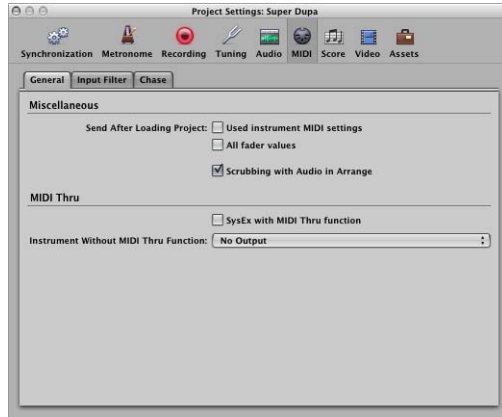 Project Settings: Super Dupa
Synchronization Metronome Recording Tuning Audio MIDI Score Video Assets
General Input Filter Chase
Miscellaneous
Send After Loading Project: Used instrument MIDI settings
All fader values
Scrubbing with Audio in Arrange
MIDI Thru
SysEx with MIDI Thru function
Instrument Without MIDI Thru Function: No Output